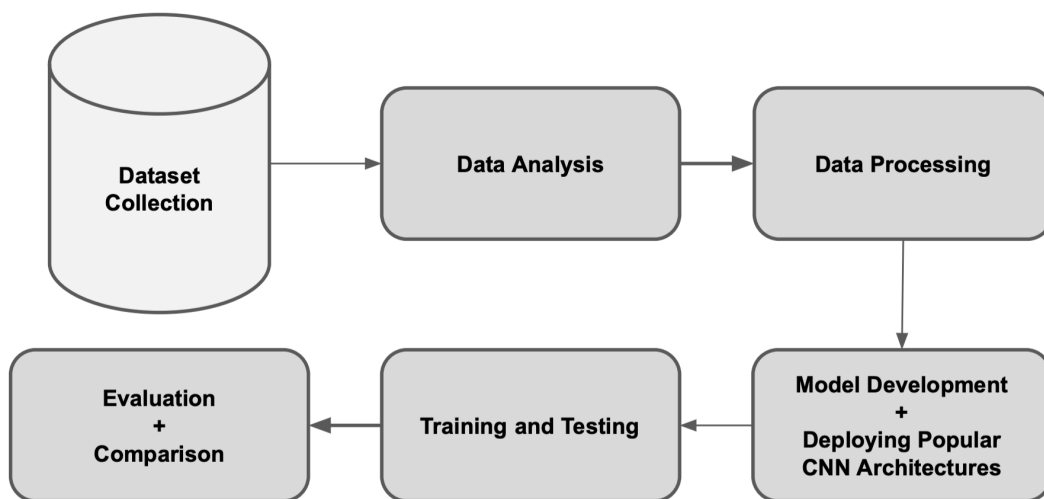 Dataset
Collection
Data Analysis
Data Processing
Model Development
+
Deploying Popular
CNN Architectures
Training and Testing
Evaluation
+
Comparison